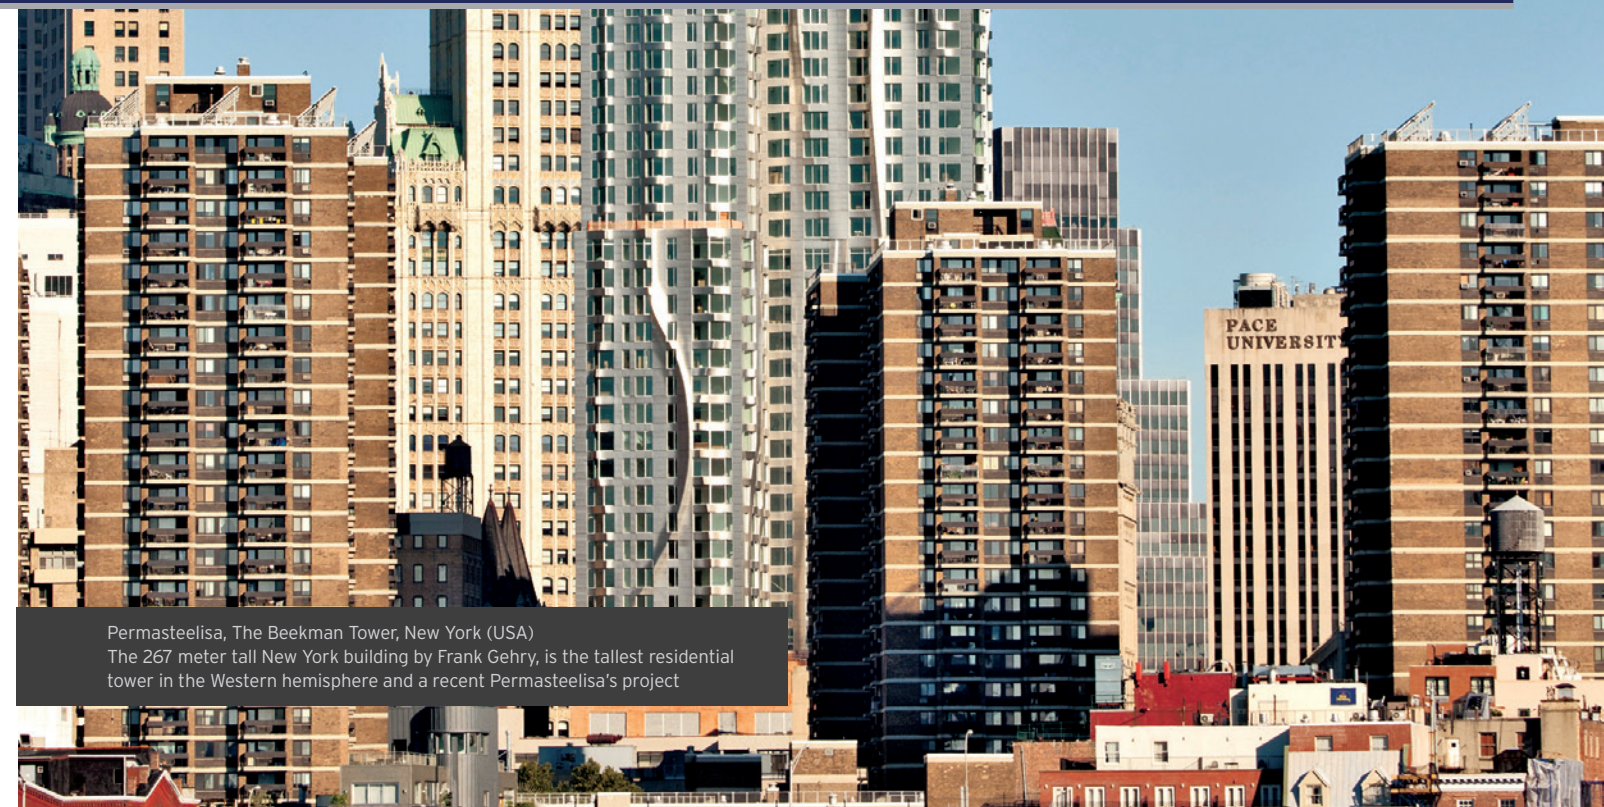 PACE
UNIVERSITY
Permasteelisa, The Beekman Tower, New York (USA)
The 267 meter tall New York building by Frank Gehry, is the tallest residential
tower in the Western hemisphere and a recent Permasteelisa's project